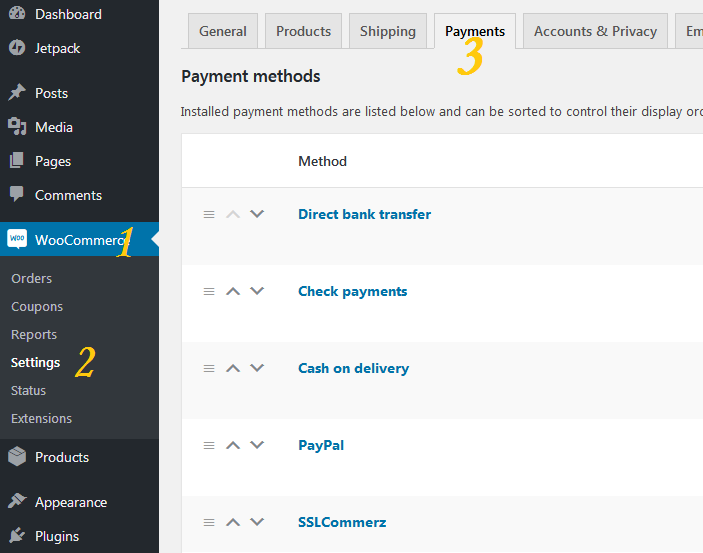 Dashboard
Jetpack
Posts
Media
Pages
Comments
WooCommerce 1
Orders
Coupons
Reports
Settings 2
Status
Extensions
Products
Appearance
Plugins
General Products Shipping Payments Accounts & Privacy Em
3
Payment methods
Installed payment methods are listed below and can be sorted to control their display ord
Method
Direct bank transfer
Check payments
Cash on delivery
PayPal
SSLCommerz